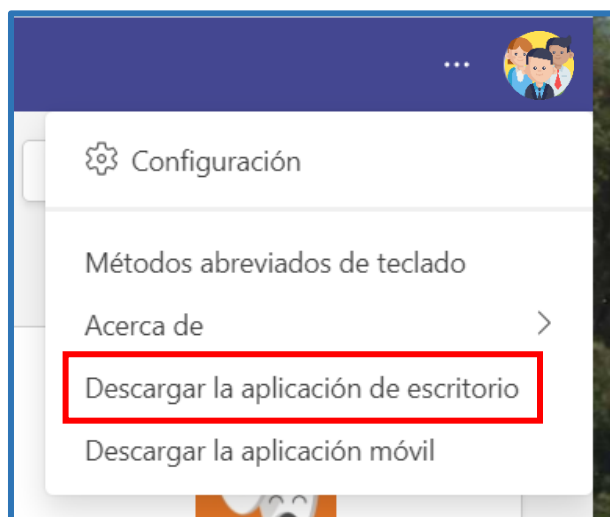 Configuración
Métodos abreviados de teclado
Acerca de
Descargar la aplicación de escritorio
Descargar la aplicación móvil